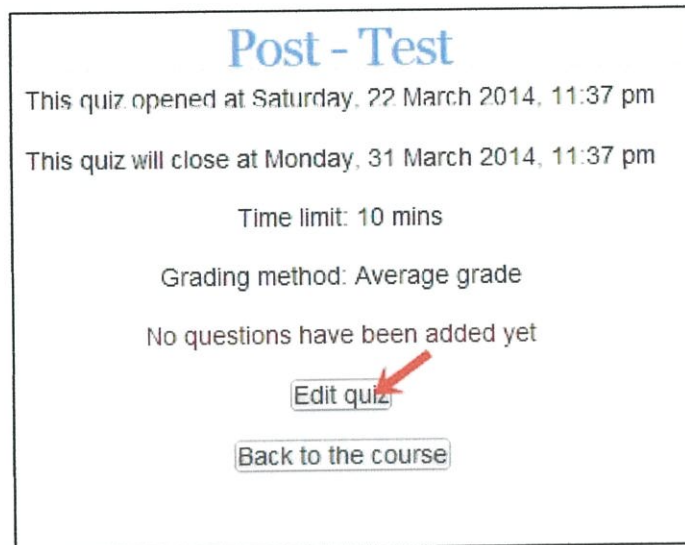 Post - Test
This quiz opened at Saturday, 22 March 2014, 11:37 pm
This quiz will close at Monday, 31 March 2014, 11:37 pm
Time limit: 10 mins
Grading method: Average grade
No questions have been added yet
Edit quiz
Back to the course